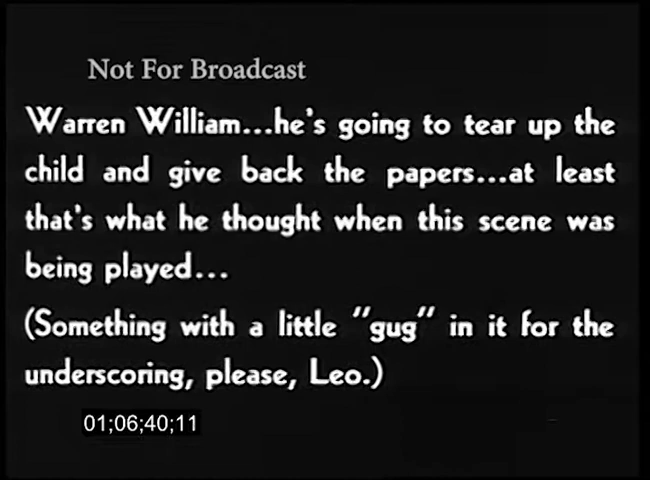 Not For Broadcast
Warren William...he's going to tear up the
child and give back the papers...at least
that's what he thought when this scene was
being played...
(Something with a little "gug" in it for the
underscoring, please, Leo.)
01;06;40;11